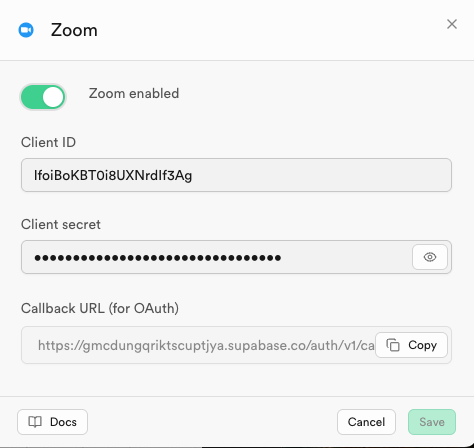 Zoom
Zoom enabled
Client ID
lfoiBoKBT0i8UXNrdIf3Ag
Client secret
••••••••••••••••••••••••••••••••
Callback URL (for OAuth)
https://gmcdungqriktscuptjya.supabase.co/auth/v1/ca
Copy
Docs
Cancel
Save